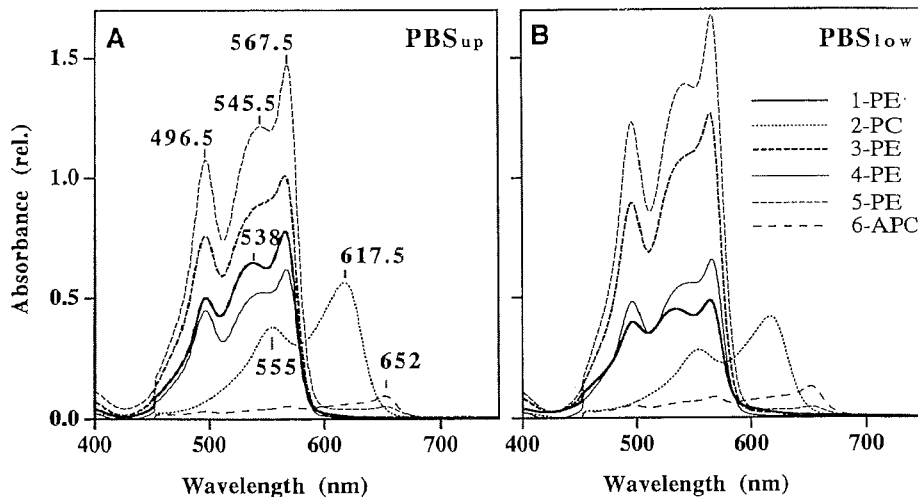 A
PBSup
B
PBSlow
567.5
545.5
496.5
538
617.5
555
652
1-PE
2-PC
3-PE
4-PE
5-PE
6-APC
Absorbance (rel.)
1.5
1.0
0.5
0.0
400
500
600
700
400
500
600
700
Wavelength (nm)
Wavelength (nm)